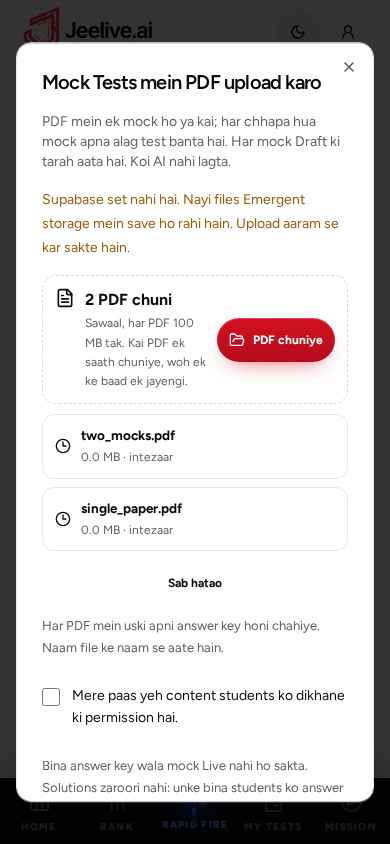 Jeelive.ai
Mock Tests mein PDF upload karo
PDF mein ek mock ho ya kai; har chhapa hua
mock apna alag test banta hai. Har mock Draft ki
tarah aata hai. Koi AI nahi lagta.
Supabase set nahi hai. Nayi files Emergent
storage mein save ho rahi hain. Upload aaram se
kar sakte hain.
2 PDF chuni
Sawaal, har PDF 100
MB tak. Kai PDF ek
saath chuniye, woh ek
ke baad ek jayengi.
PDF chuniye
two_mocks.pdf
0.0 MB · intezaar
single_paper.pdf
0.0 MB · intezaar
Sab hatao
Har PDF mein uski apni answer key honi chahiye.
Naam file ke naam se aate hain.
Mere paas yeh content students ko dikhane
ki permission hai.
Bina answer key wala mock Live nahi ho sakta.
Solutions zaroori nahi: unke bina students ko answer
HOME
RANK
RAPID FIRE
MY TESTS
MISSION